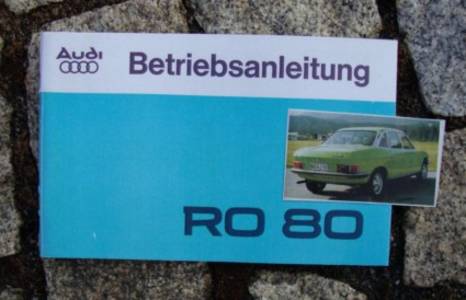 Audi
Betriebsanleitung
RO 80